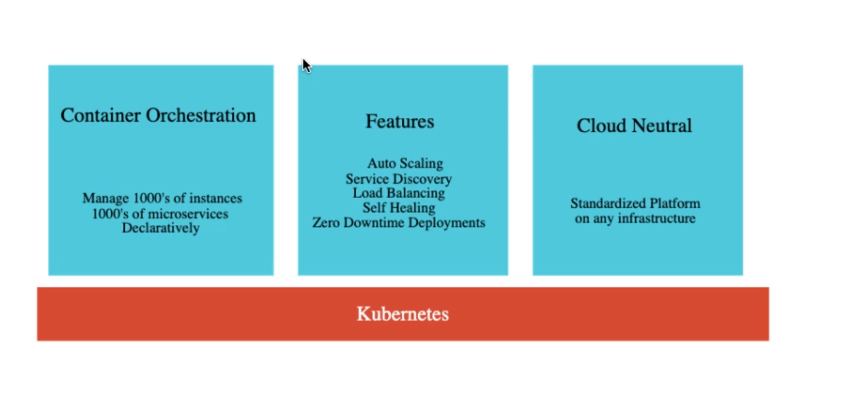 Container Orchestration
Manage 1000's of instances
1000's of microservices
Declaratively
Features
Auto Scaling
Service Discovery
Load Balancing
Self Healing
Zero Downtime Deployments
Cloud Neutral
Standardized Platform
on any infrastructure
Kubernetes